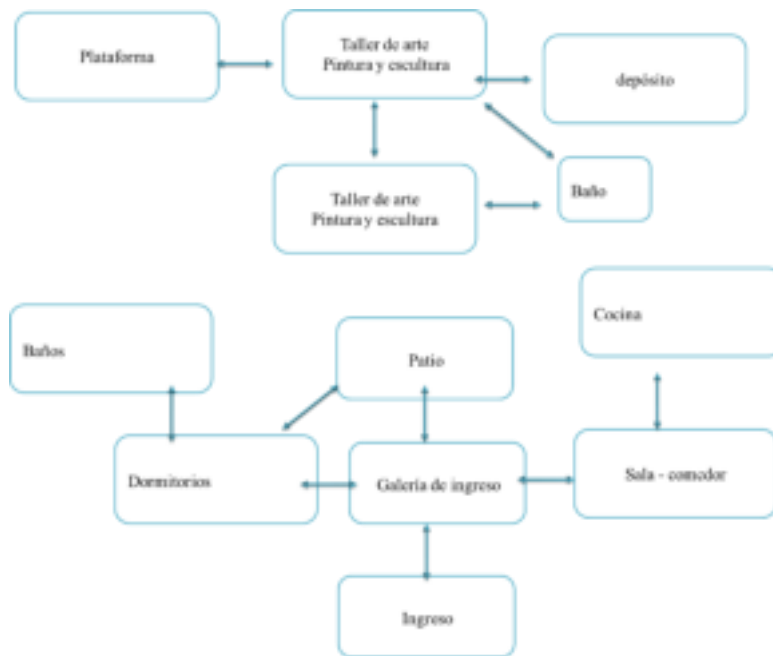 Plataforma
Taller de arte
Pintura y escultura
depósito
Taller de arte
Pintura y escultura
Baño
Cocina
Baños
Patio
Dormitorios
Galería de ingreso
Sala - comedor
Ingreso